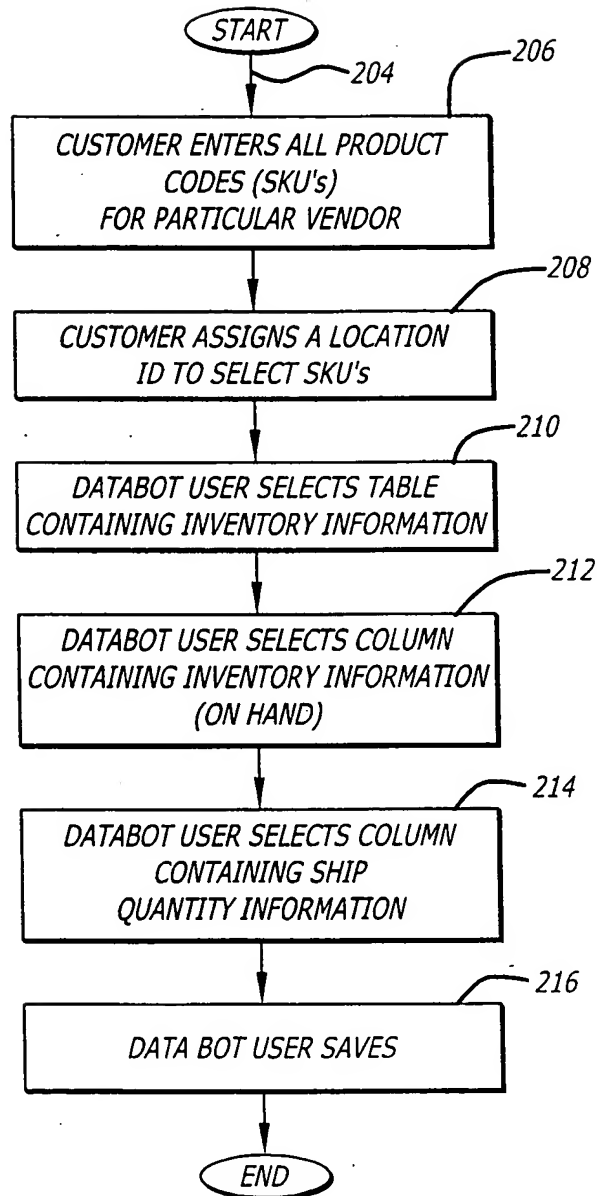 START
204
206
CUSTOMER ENTERS ALL PRODUCT
CODES (SKU's)
FOR PARTICULAR VENDOR
208
CUSTOMER ASSIGNS A LOCATION
ID TO SELECT SKU's
210
DATABOT USER SELECTS TABLE
CONTAINING INVENTORY INFORMATION
212
DATABOT USER SELECTS COLUMN
CONTAINING INVENTORY INFORMATION
(ON HAND)
214
DATABOT USER SELECTS COLUMN
CONTAINING SHIP
QUANTITY INFORMATION
216
DATA BOT USER SAVES
END